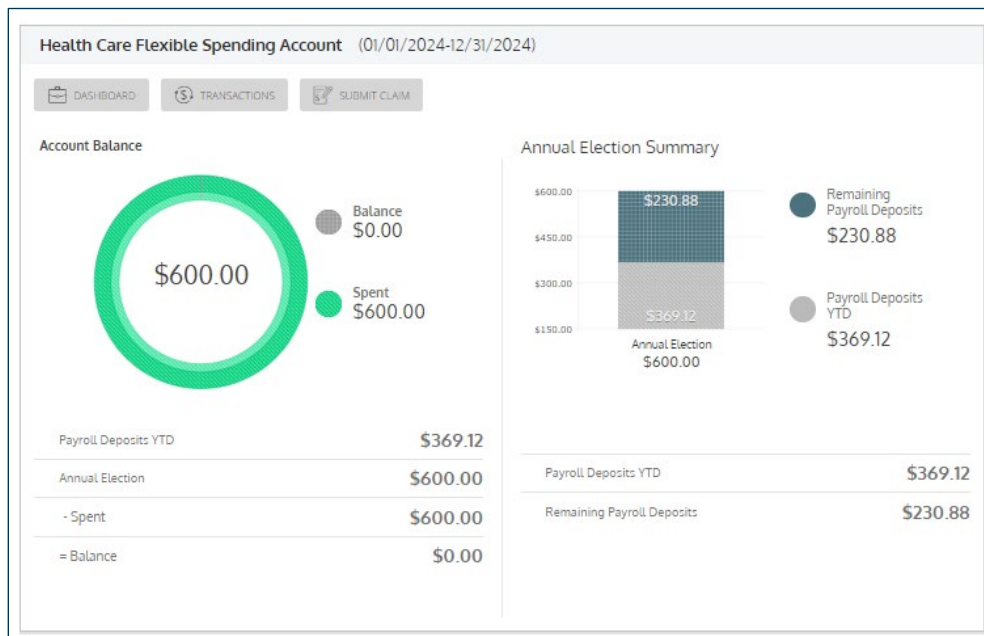 Health Care Flexible Spending Account (01/01/2024-12/31/2024)
DASHBOARD TRANSACTIONS SUBMIT CLAIM
Account Balance
$600.00
Balance
$0.00
Spent
$600.00
Payroll Deposits YTD $369.12
Annual Election $600.00
- Spent $600.00
= Balance $0.00
Annual Election Summary
$600.00
$450.00
$300.00
$150.00
$230.88
$369.12
Annual Election
$600.00
Remaining
Payroll Deposits
$230.88
Payroll Deposits
YTD
$369.12
Payroll Deposits YTD $369.12
Remaining Payroll Deposits $230.88